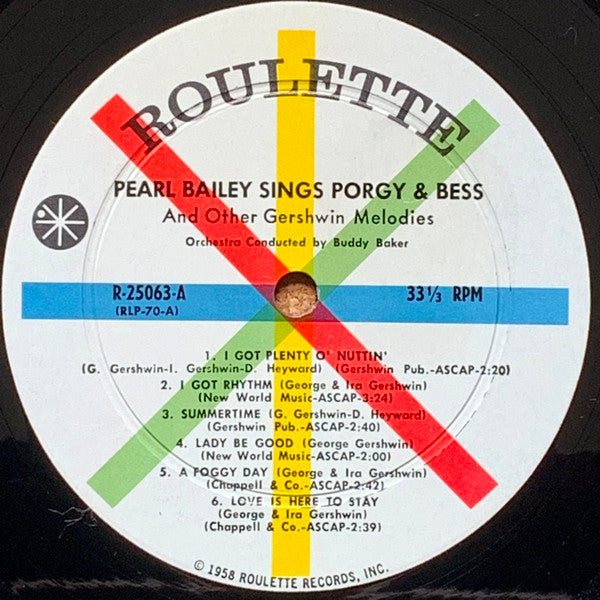 ROULETTE
PEARL BAILEY SINGS PORGY & BESS
And Other Gershwin Melodies
Orchestra Conducted by Buddy Baker
R-25063-A 33⅓ RPM
(RLP-70-A)
1. I GOT PLENTY O' NUTTIN'
(G. Gershwin-I. Gershwin-D. Heyward) (Gershwin Pub.-ASCAP-2:20)
2. I GOT RHYTHM (George & Ira Gershwin)
(New World Music-ASCAP-3:24)
3. SUMMERTIME (G. Gershwin-D. Heyward)
(Gershwin Pub.-ASCAP-2:40)
4. LADY BE GOOD (George Gershwin)
(New World Music-ASCAP-2:00)
5. A FOGGY DAY (George & Ira Gershwin)
(Chappell & Co.-ASCAP-2:42)
6. LOVE IS HERE TO STAY
(George & Ira Gershwin)
(Chappell & Co.-ASCAP-2:39)
© 1958 ROULETTE RECORDS, INC.